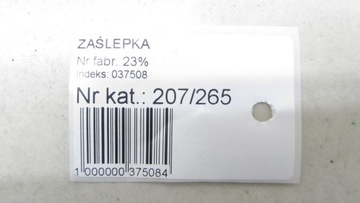 ZAŚLEPKA
Nr fabr. 23%
Indeks: 037508
Nr kat.: 207/265
1 000000 375084